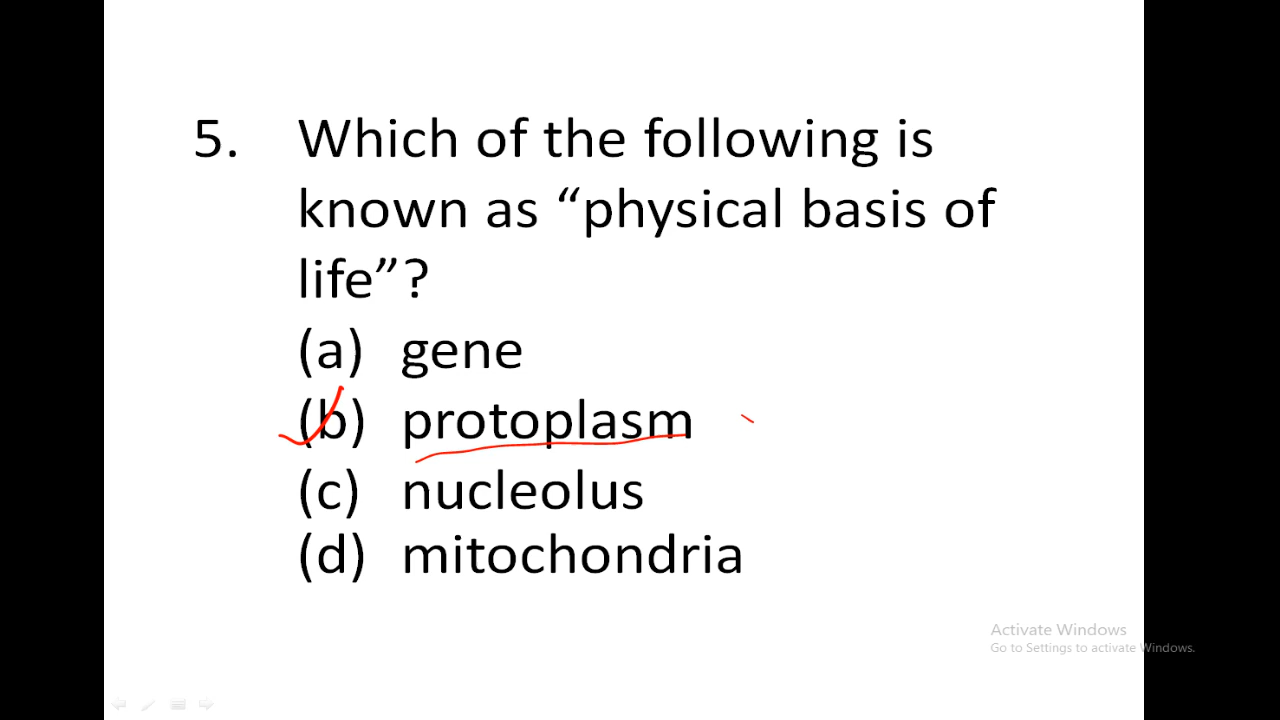 5. Which of the following is
known as “physical basis of
life”?
(a) gene
(b) protoplasm
(c) nucleolus
(d) mitochondria
Activate Windows
Go to Settings to activate Windows.